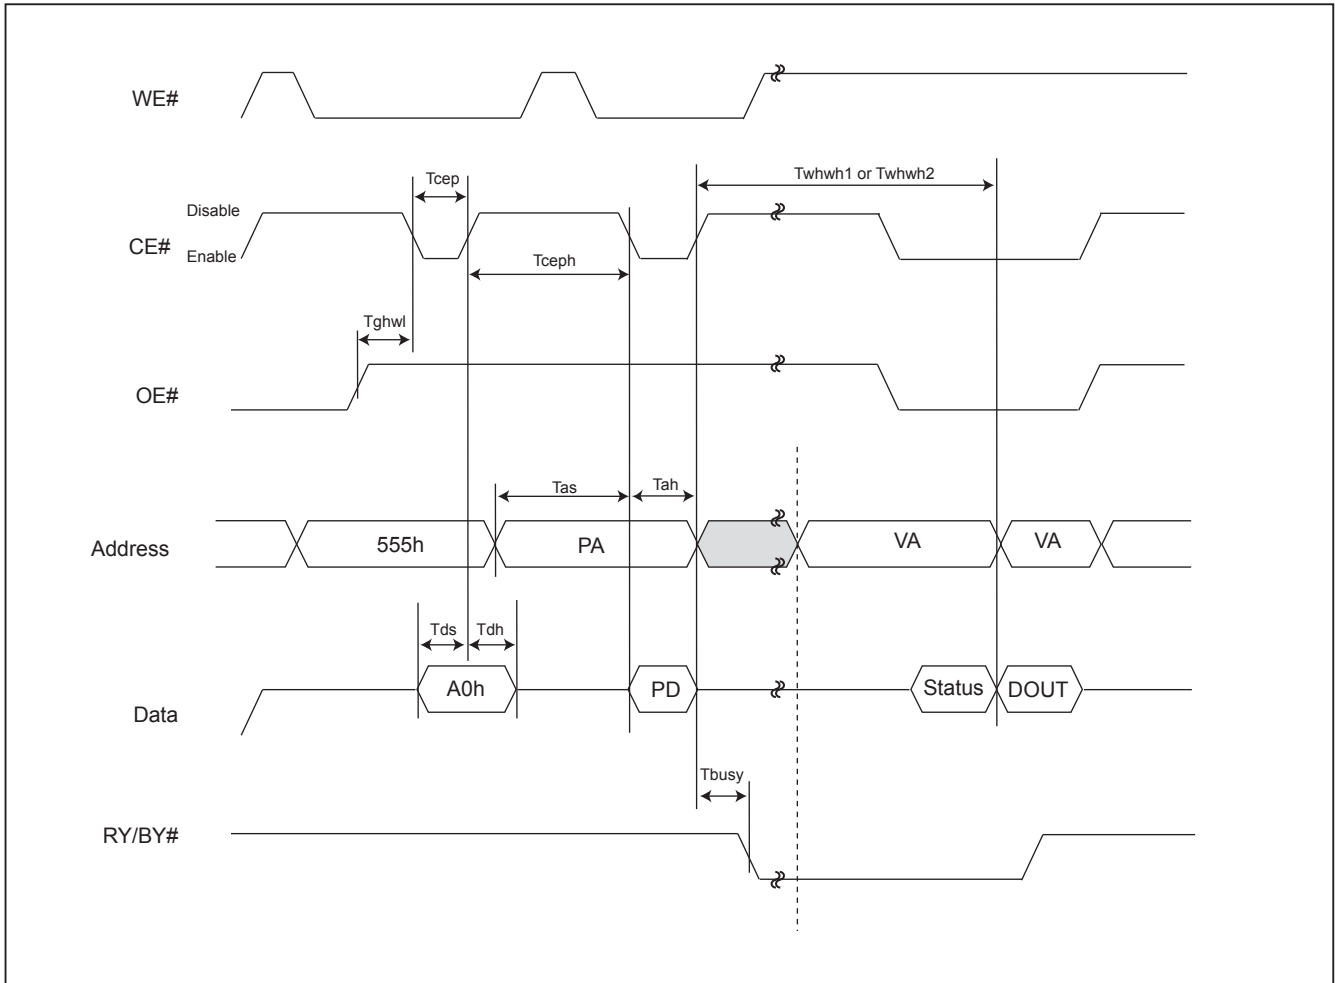 WE#
Tcep
Twhwh1 or Twhwh2
Disable
CE#
Enable
Tceph
Tghwl
OE#
Tas
Tah
Address
555h
PA
VA
VA
Tds
Tdh
Data
A0h
PD
Status
DOUT
Tbusy
RY/BY#